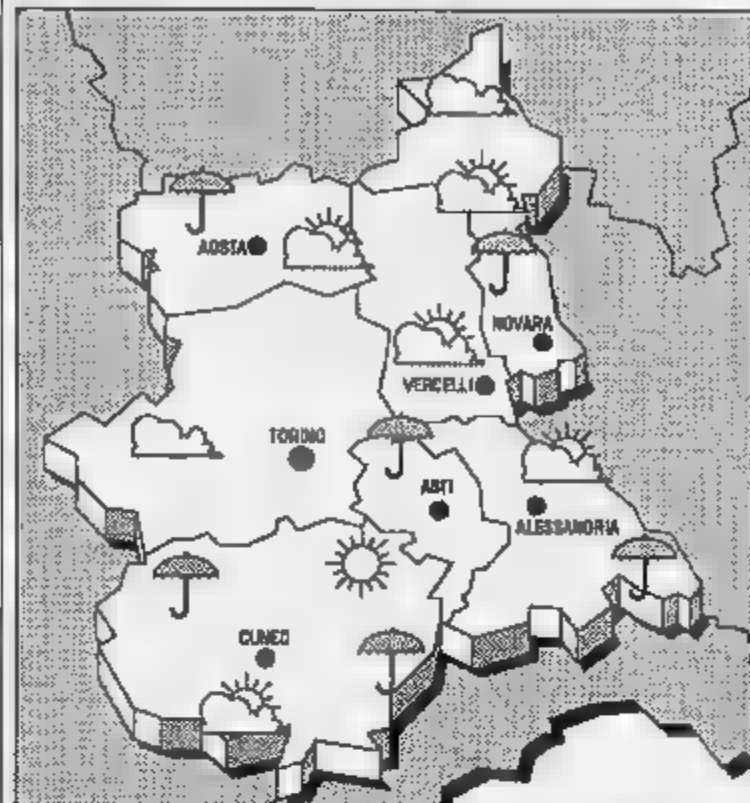 AOSTA
NOVARA
VERCELLI
TORINO
ASTI
ALESSANDRIA
CUNEO